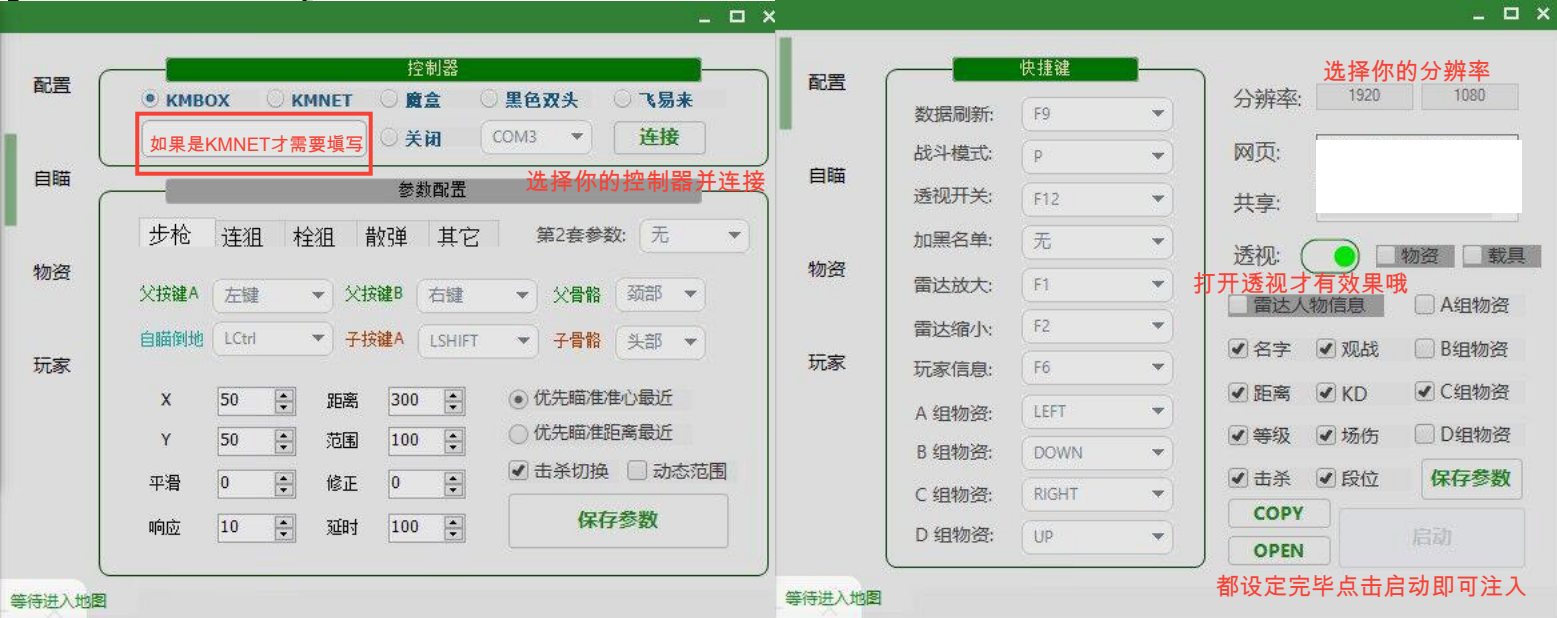 控制器
配置
KMBOX KMNET 魔盒 黑色双头 飞易来
如果是KMNET才需要填写 关闭 COM3 连接
自瞄
选择你的控制器并连接
参数配置
步枪 连狙 栓狙 散弹 其它 第2套参数: 无
物资
父按键A 左键 父按键B 右键 父骨骼 颈部
自瞄倒地 LCtrl 子按键A LSHIFT 子骨骼 头部
玩家
X 50 距离 300 优先瞄准准心最近
Y 50 范围 100 优先瞄准距离最近
平滑 0 修正 0 击杀切换 动态范围
响应 10 延时 100 保存参数
等待进入地图
快捷键
配置
自瞄
物资
玩家
数据刷新: F9
战斗模式: P
透视开关: F12
加黑名单: 无
雷达放大: F1
雷达缩小: F2
玩家信息: F6
A 组物资: LEFT
B 组物资: DOWN
C 组物资: RIGHT
D 组物资: UP
选择你的分辨率
分辨率: 1920 1080
网页:
共享:
透视: 物资 载具
打开透视才有效果哦
雷达人物信息 A组物资
名字 观战 B组物资
距离 KD C组物资
等级 场伤 D组物资
击杀 段位 保存参数
COPY
OPEN 启动
都设定完毕点击启动即可注入
等待进入地图